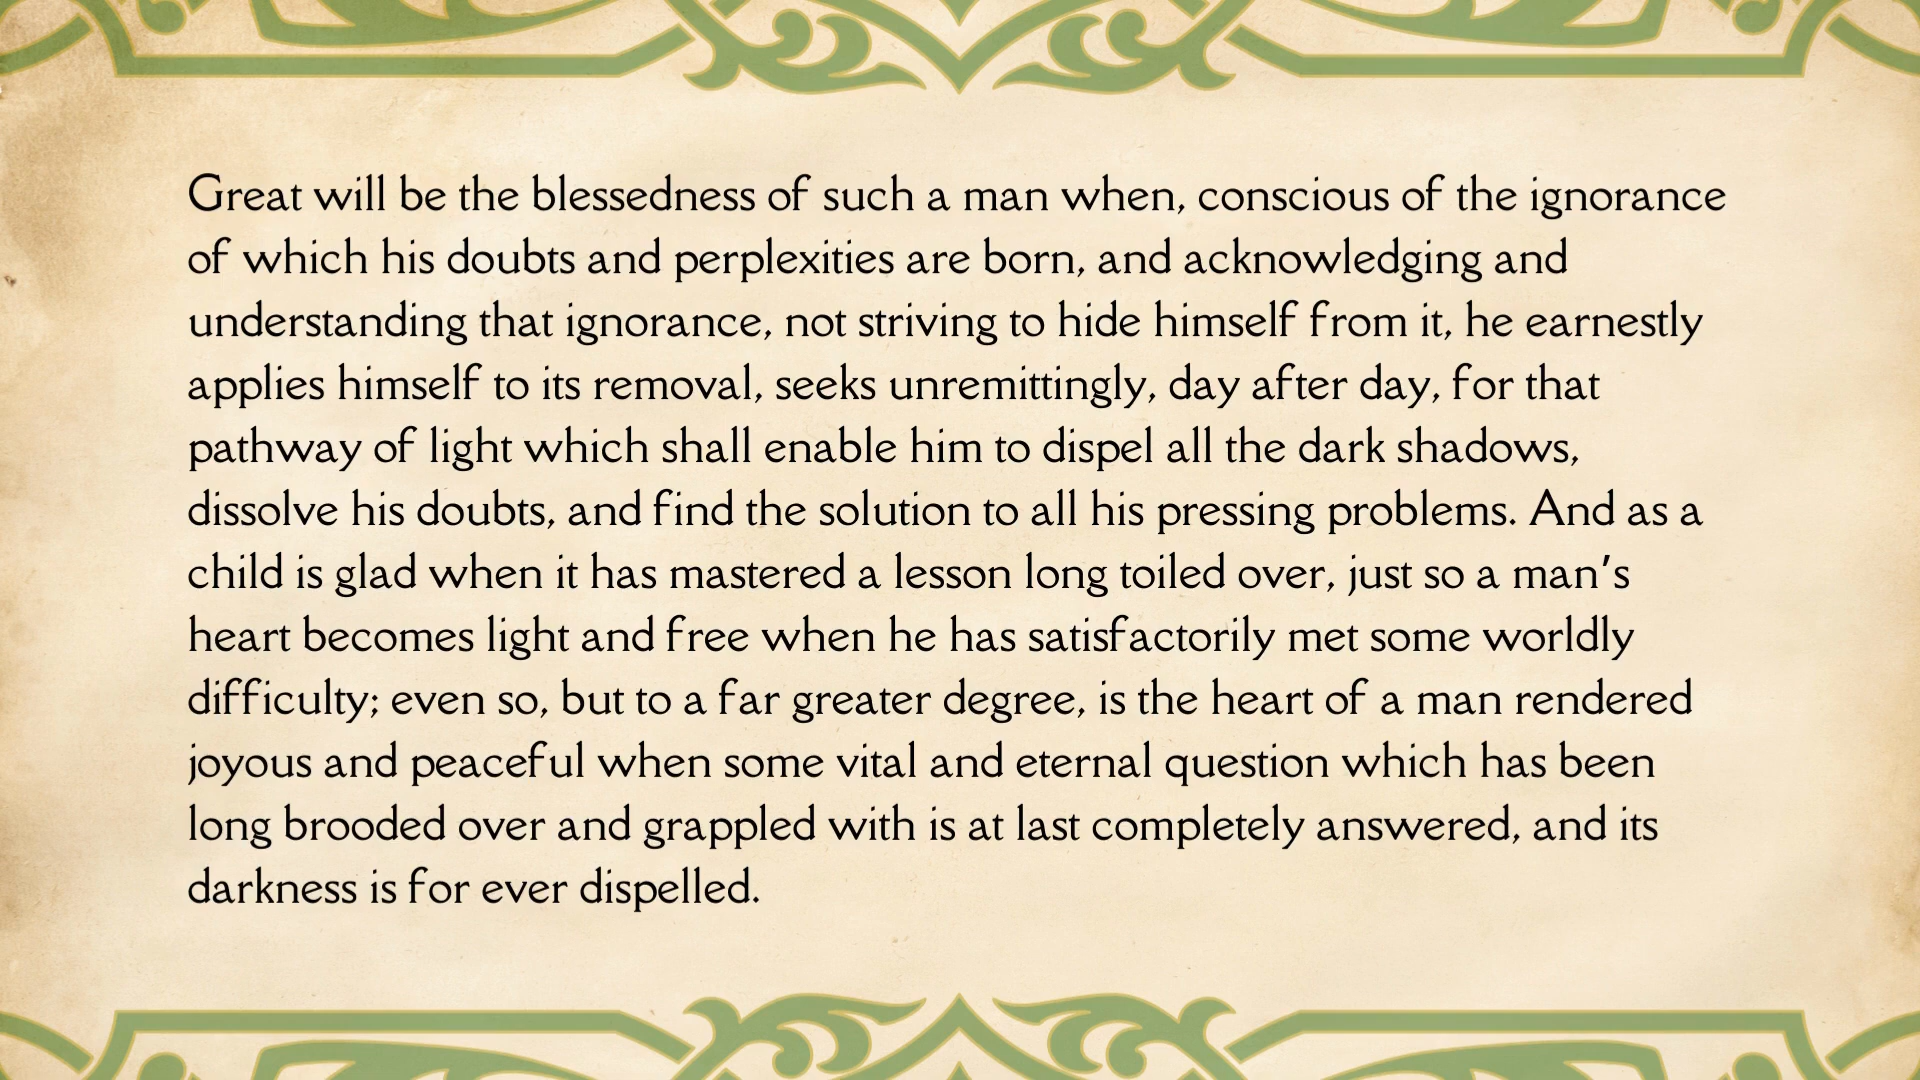 Great will be the blessedness of such a man when, conscious of the ignorance
of which his doubts and perplexities are born, and acknowledging and
understanding that ignorance, not striving to hide himself from it, he earnestly
applies himself to its removal, seeks unremittingly, day after day, for that
pathway of light which shall enable him to dispel all the dark shadows,
dissolve his doubts, and find the solution to all his pressing problems. And as a
child is glad when it has mastered a lesson long toiled over, just so a man's
heart becomes light and free when he has satisfactorily met some worldly
difficulty; even so, but to a far greater degree, is the heart of a man rendered
joyous and peaceful when some vital and eternal question which has been
long brooded over and grappled with is at last completely answered, and its
darkness is for ever dispelled.